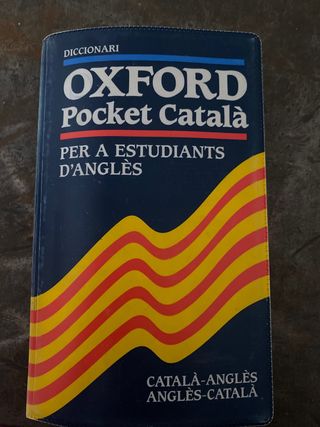 DICCIONARI
OXFORD
Pocket Català
PER A ESTUDIANTS
D'ANGLÈS
CATALÀ-ANGLÈS
ANGLÈS-CATALÀ